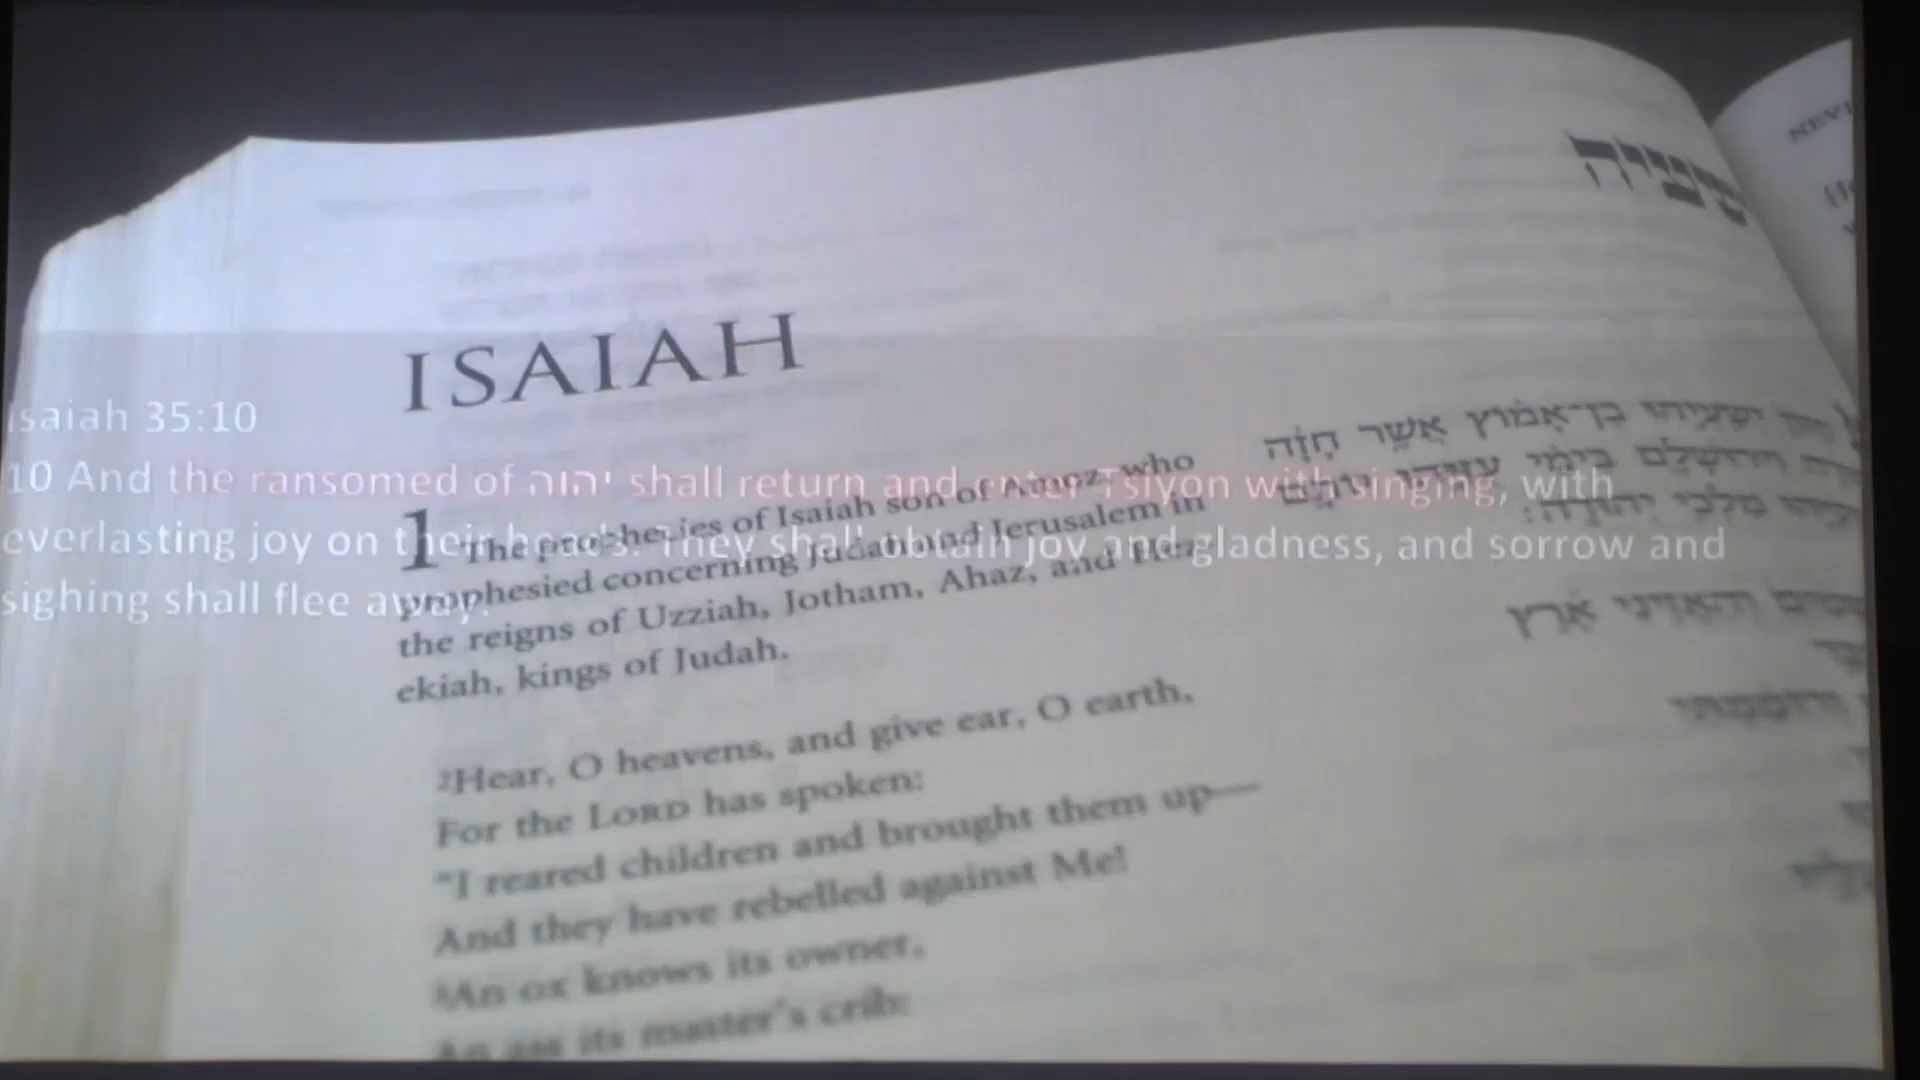 ISAIAH
Isaiah 35:10
10 And the ransomed of יהוה shall return and enter Tsiyon with singing, with
everlasting joy on their heads. They shall obtain joy and gladness, and sorrow and
sighing shall flee away.
1 The prophecies of Isaiah son of Amoz, who
prophesied concerning Judah and Jerusalem in
the reigns of Uzziah, Jotham, Ahaz, and Hez-
ekiah, kings of Judah.
2Hear, O heavens, and give ear, O earth,
For the LORD has spoken:
"I reared children and brought them up—
And they have rebelled against Me!
3An ox knows its owner,
An ass its master's crib:
ישעיהו בֶן־אָמוֹץ אֲשֶׁר חָזָה
מַלְכֵי יְהוּדָה:
NEVI